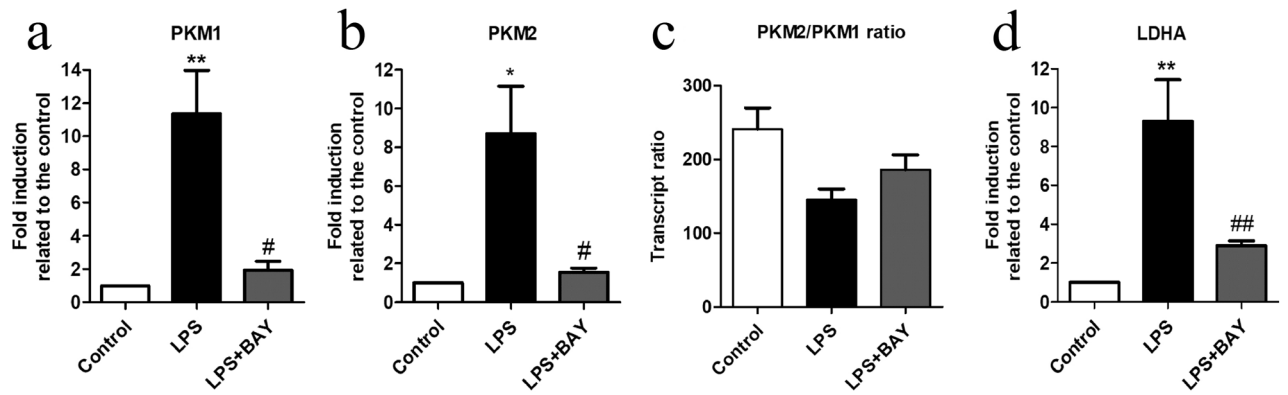 a
PKM1
Fold induction
related to the control
14
12
10
8
6
4
2
0
**
#
Control
LPS
LPS+BAY
b
PKM2
Fold induction
related to the control
12
10
8
6
4
2
0
*
#
Control
LPS
LPS+BAY
c
PKM2/PKM1 ratio
Transcript ratio
300
200
100
0
Control
LPS
LPS+BAY
d
LDHA
Fold induction
related to the control
12
10
8
6
4
2
0
**
##
Control
LPS
LPS+BAY